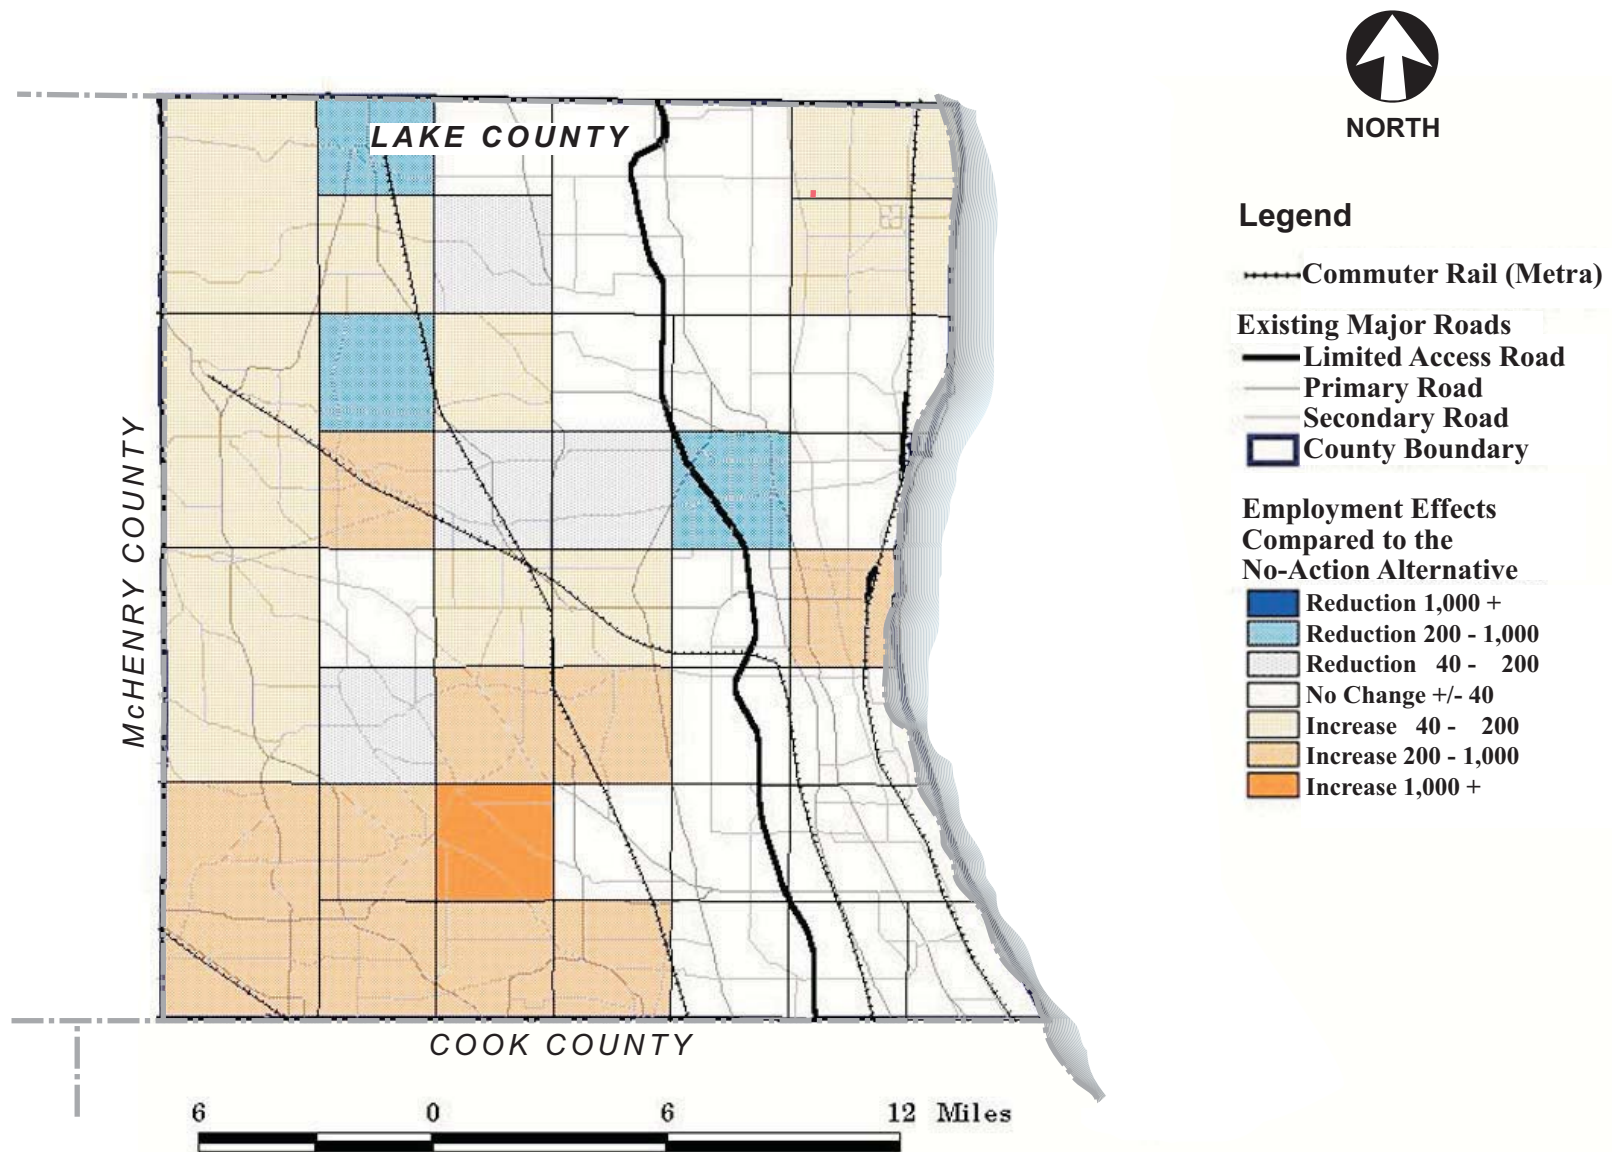 NORTH
LAKE COUNTY
McHENRY COUNTY
COOK COUNTY
6 0 6 12 Miles
Legend
Commuter Rail (Metra)
Existing Major Roads
Limited Access Road
Primary Road
Secondary Road
County Boundary
Employment Effects
Compared to the
No-Action Alternative
Reduction 1,000 +
Reduction 200 - 1,000
Reduction 40 - 200
No Change +/- 40
Increase 40 - 200
Increase 200 - 1,000
Increase 1,000 +